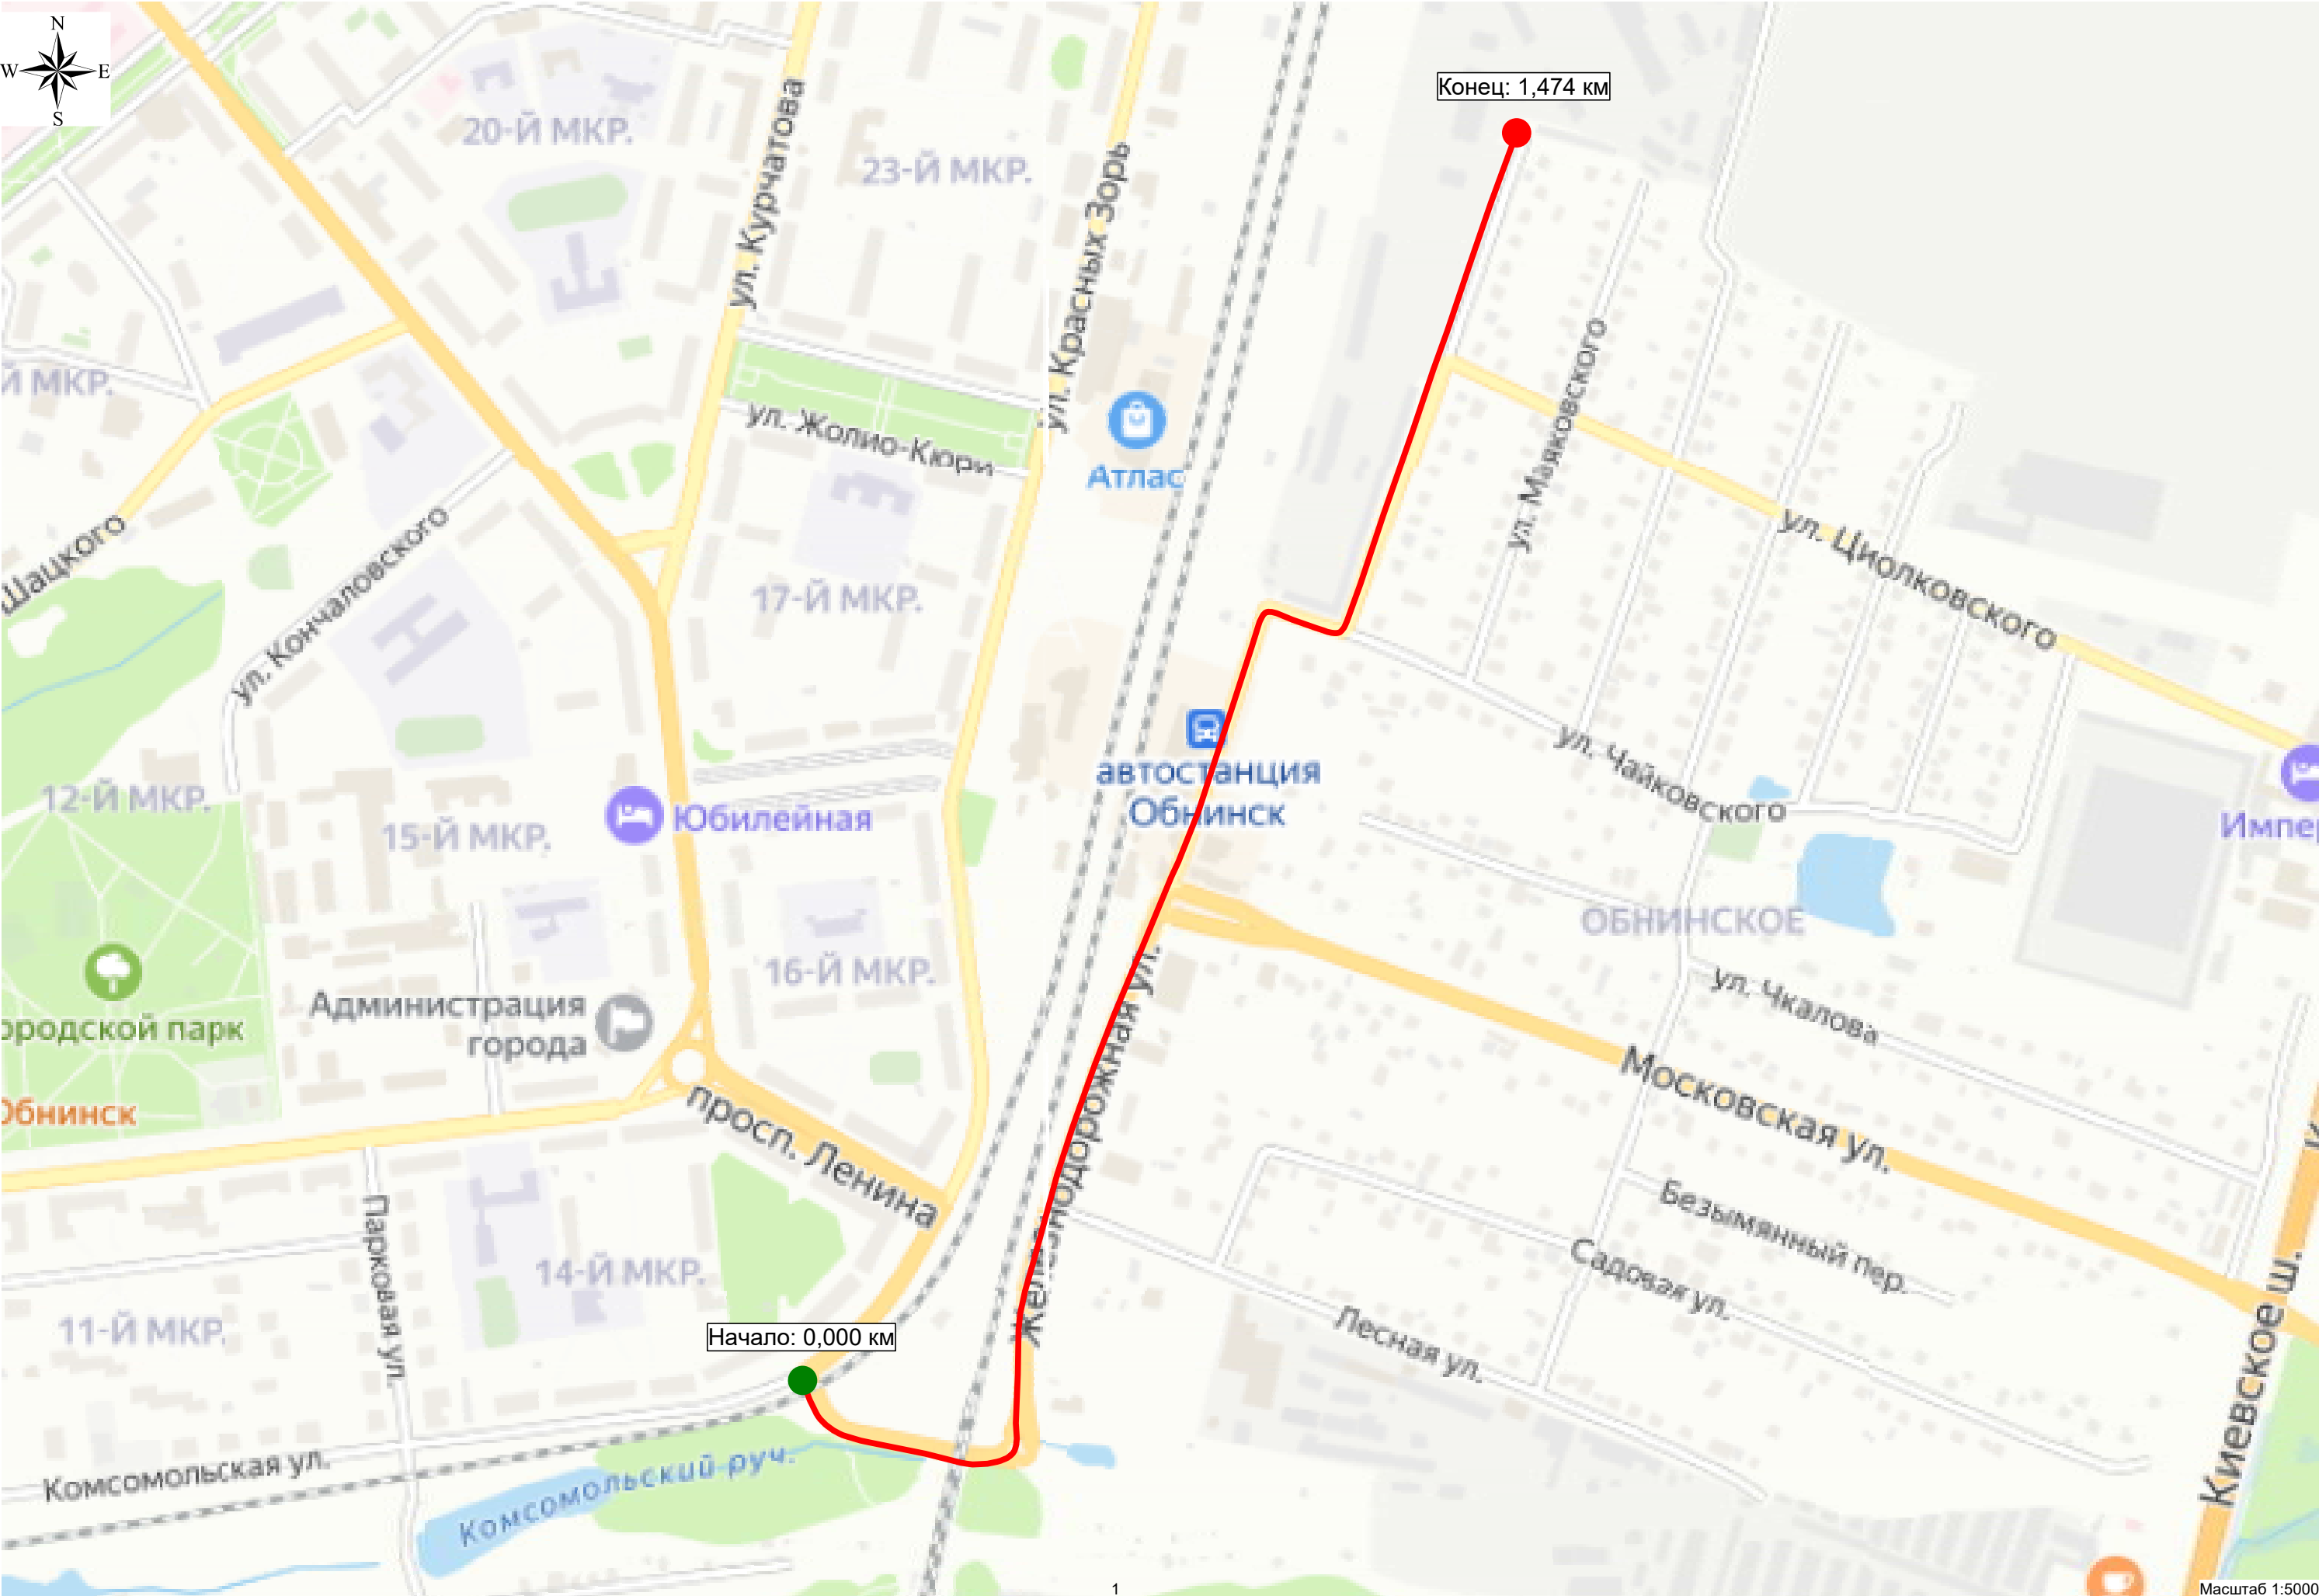 N
W E
S
Конец: 1,474 км
20-Й МКР.
23-Й МКР.
ул. Курчатова
ул. Красных Зорь
ул.
Й МКР.
ул. Жолио-Кюри
Атлас
ул. Маяковского
ул. Циолковского
Шацкого
ул. Кончаловского
17-Й МКР.
автостанция
Обнинск
ул. Чайковского
12-Й МКР.
15-Й МКР.
Юбилейная
Импер
ОБНИНСКОЕ
16-Й МКР.
ул. Чкалова
Администрация
города
ородской парк
Железнодорожная ул.
Московская ул.
Обнинск
просп. Ленина
Безымянный пер.
Садовая ул.
Парковая ул.
14-Й МКР.
11-Й МКР.
Начало: 0,000 км
Лесная ул.
Киевское ш.
Комсомольская ул.
Комсомольский руч.
1
Масштаб 1:5000